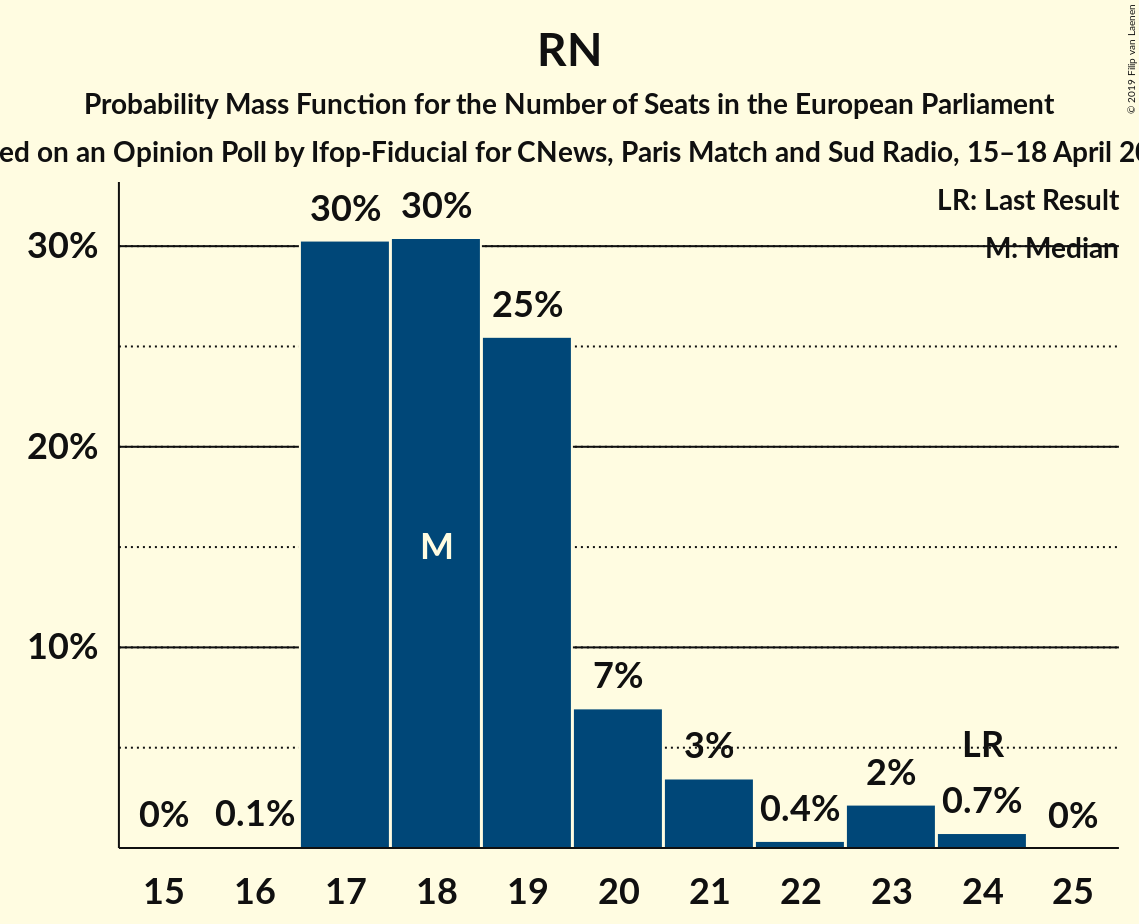 RN
Probability Mass Function for the Number of Seats in the European Parliament
ed on an Opinion Poll by Ifop-Fiducial for CNews, Paris Match and Sud Radio, 15–18 April 20
© 2019 Filip van Laenen
LR: Last Result
M: Median
30%
20%
10%
30%
30%
25%
7%
3%
2%
0.4%
0.7%
0%
0.1%
0%
M
LR
15 16 17 18 19 20 21 22 23 24 25